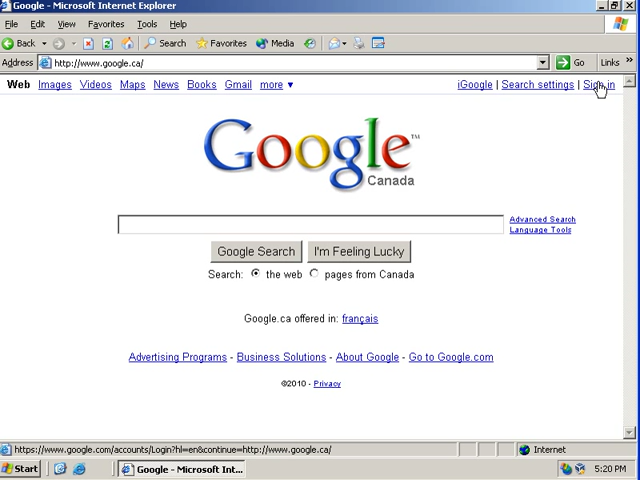 Google - Microsoft Internet Explorer
File Edit View Favorites Tools Help
Back Search Favorites Media
Address http://www.google.ca/ Go Links »
Web Images Videos Maps News Books Gmail more ▼ iGoogle | Search settings | Sign in
Google™
Canada
Advanced Search
Language Tools
Google Search I'm Feeling Lucky
Search: the web pages from Canada
Google.ca offered in: français
Advertising Programs - Business Solutions - About Google - Go to Google.com
©2010 - Privacy
https://www.google.com/accounts/Login?hl=en&continue=http://www.google.ca/ Internet
Start Google - Microsoft Int... 5:20 PM